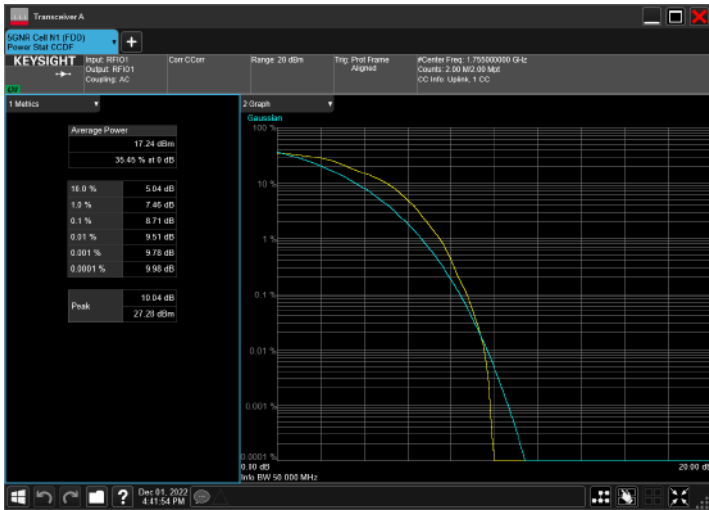 Transceiver A
5GNR Cell N1 (FDD)
Power Stat CCDF
KEYSIGHT
Input: RFIO1
Output: RFIO1
Coupling: AC
Corr CCorr
Range: 20 dBm
Trig: Prot Frame
Aligned
#Center Freq: 1.755000000 GHz
Counts: 2.00 M/2.00 Mpt
CC Info: Uplink, 1 CC
1 Metrics
Average Power
17.24 dBm
35.45 % at 0 dB
10.0 % 5.04 dB
1.0 % 7.46 dB
0.1 % 8.71 dB
0.01 % 9.51 dB
0.001 % 9.78 dB
0.0001 % 9.98 dB
Peak
10.04 dB
27.28 dBm
2 Graph
Gaussian
100 %
10 %
1 %
0.1 %
0.01 %
0.001 %
0.0001 %
0.00 dB
20.00 dB
Info BW 50.000 MHz
?
Dec 01, 2022
4:41:54 PM